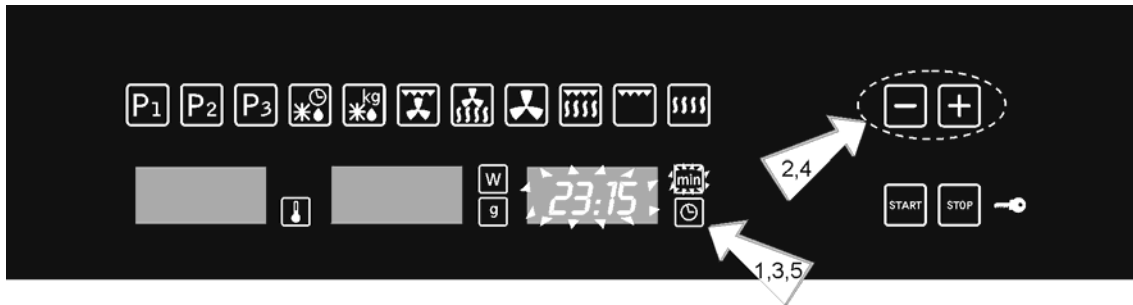 P1 P2 P3 kg
2,4
W
g
23:15
min
START STOP
1,3,5